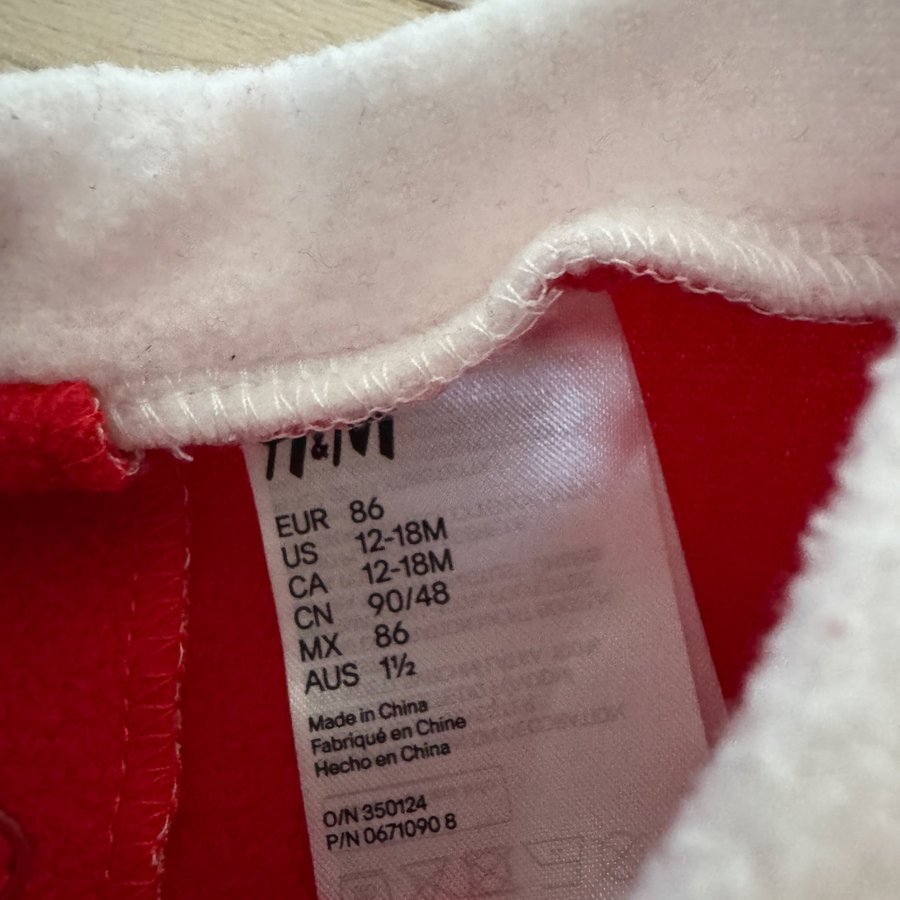 H&M
EUR 86
US 12-18M
CA 12-18M
CN 90/48
MX 86
AUS 1½
Made in China
Fabriqué en Chine
Hecho en China
O/N 350124
P/N 0671090 8